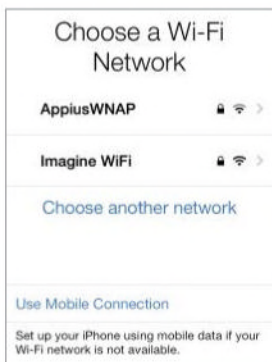 Choose a Wi-Fi
Network
AppiusWNAP
Imagine WiFi
Choose another network
Use Mobile Connection
Set up your iPhone using mobile data if your
Wi-Fi network is not available.